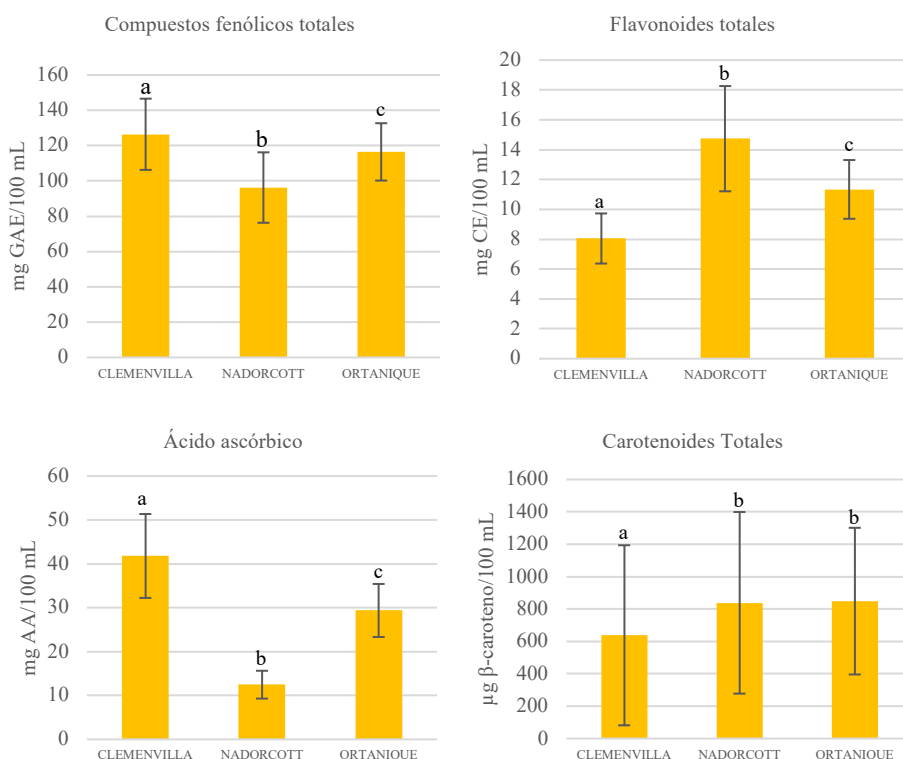 Compuestos fenólicos totales
mg GAE/100 mL
160
140
120
100
80
60
40
20
0
a
b
c
CLEMENVILLA NADORCOTT ORTANIQUE
Flavonoides totales
mg CE/100 mL
20
18
16
14
12
10
8
6
4
2
0
a
b
c
CLEMENVILLA NADORCOTT ORTANIQUE
Ácido ascórbico
mg AA/100 mL
60
50
40
30
20
10
0
a
b
c
CLEMENVILLA NADORCOTT ORTANIQUE
Carotenoides Totales
µg β-caroteno/100 mL
1600
1400
1200
1000
800
600
400
200
0
a
b
b
CLEMENVILLA NADORCOTT ORTANIQUE